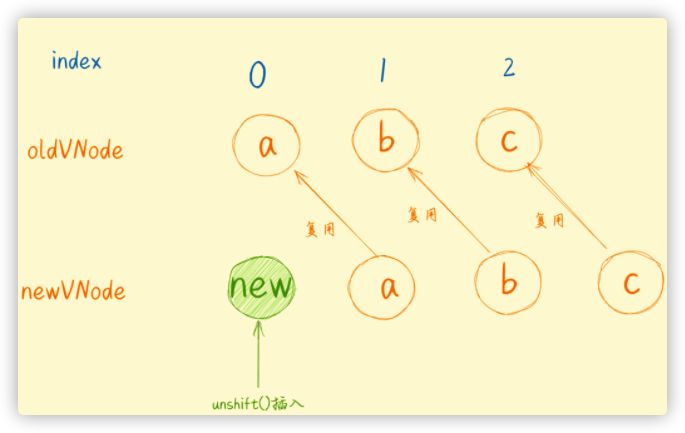 index
0 1 2
oldVNode a b c
复用 复用 复用
newVNode new a b c
unshift()插入